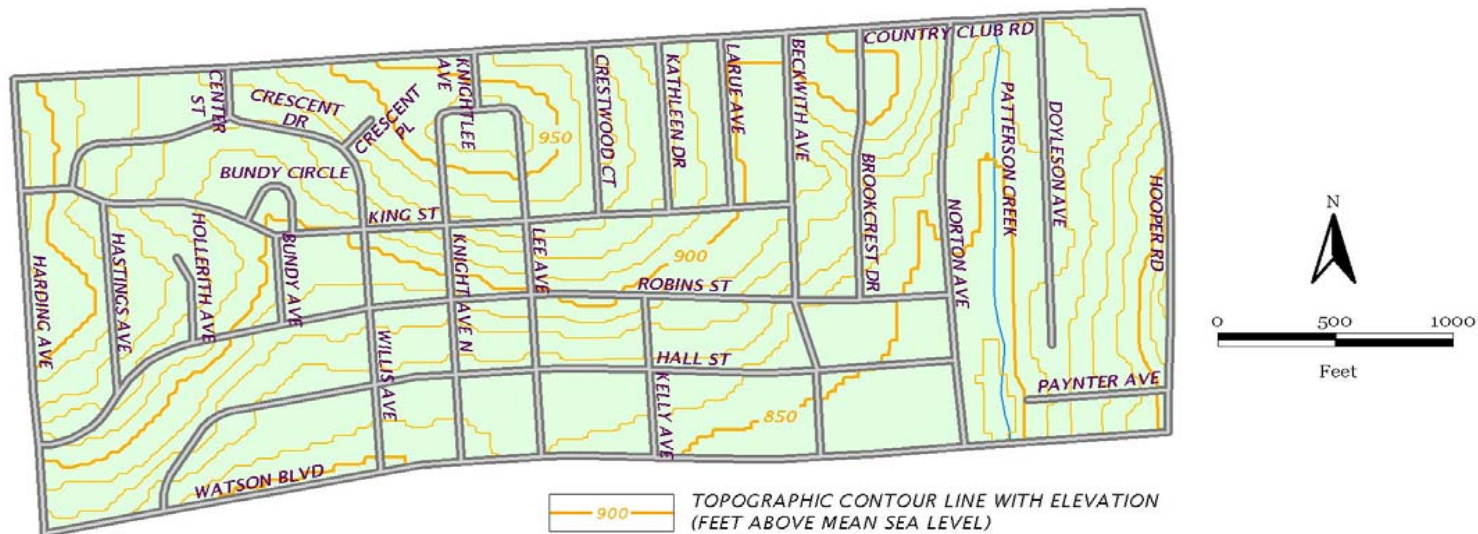 COUNTRY CLUB RD
CENTER
ST
CRESCENT
DR
CRESCENT
PL
KNIGHTLEE
AVE
CRESTWOOD CT
KATHLEEN DR
LARUE AVE
BECKWITH AVE
950
BUNDY CIRCLE
KING ST
HARDING AVE
HASTINGS AVE
HOLLERITH AVE
BUNDY AVE
WILLIS AVE
KNIGHT AVE N
LEE AVE
900
ROBINS ST
HALL ST
KELLY AVE
850
BROOKCREST DR
NORTON AVE
PATTERSON CREEK
DOYLESON AVE
HOOPER RD
PAYNTER AVE
WATSON BLVD
N
0 500 1000
Feet
900
TOPOGRAPHIC CONTOUR LINE WITH ELEVATION
(FEET ABOVE MEAN SEA LEVEL)